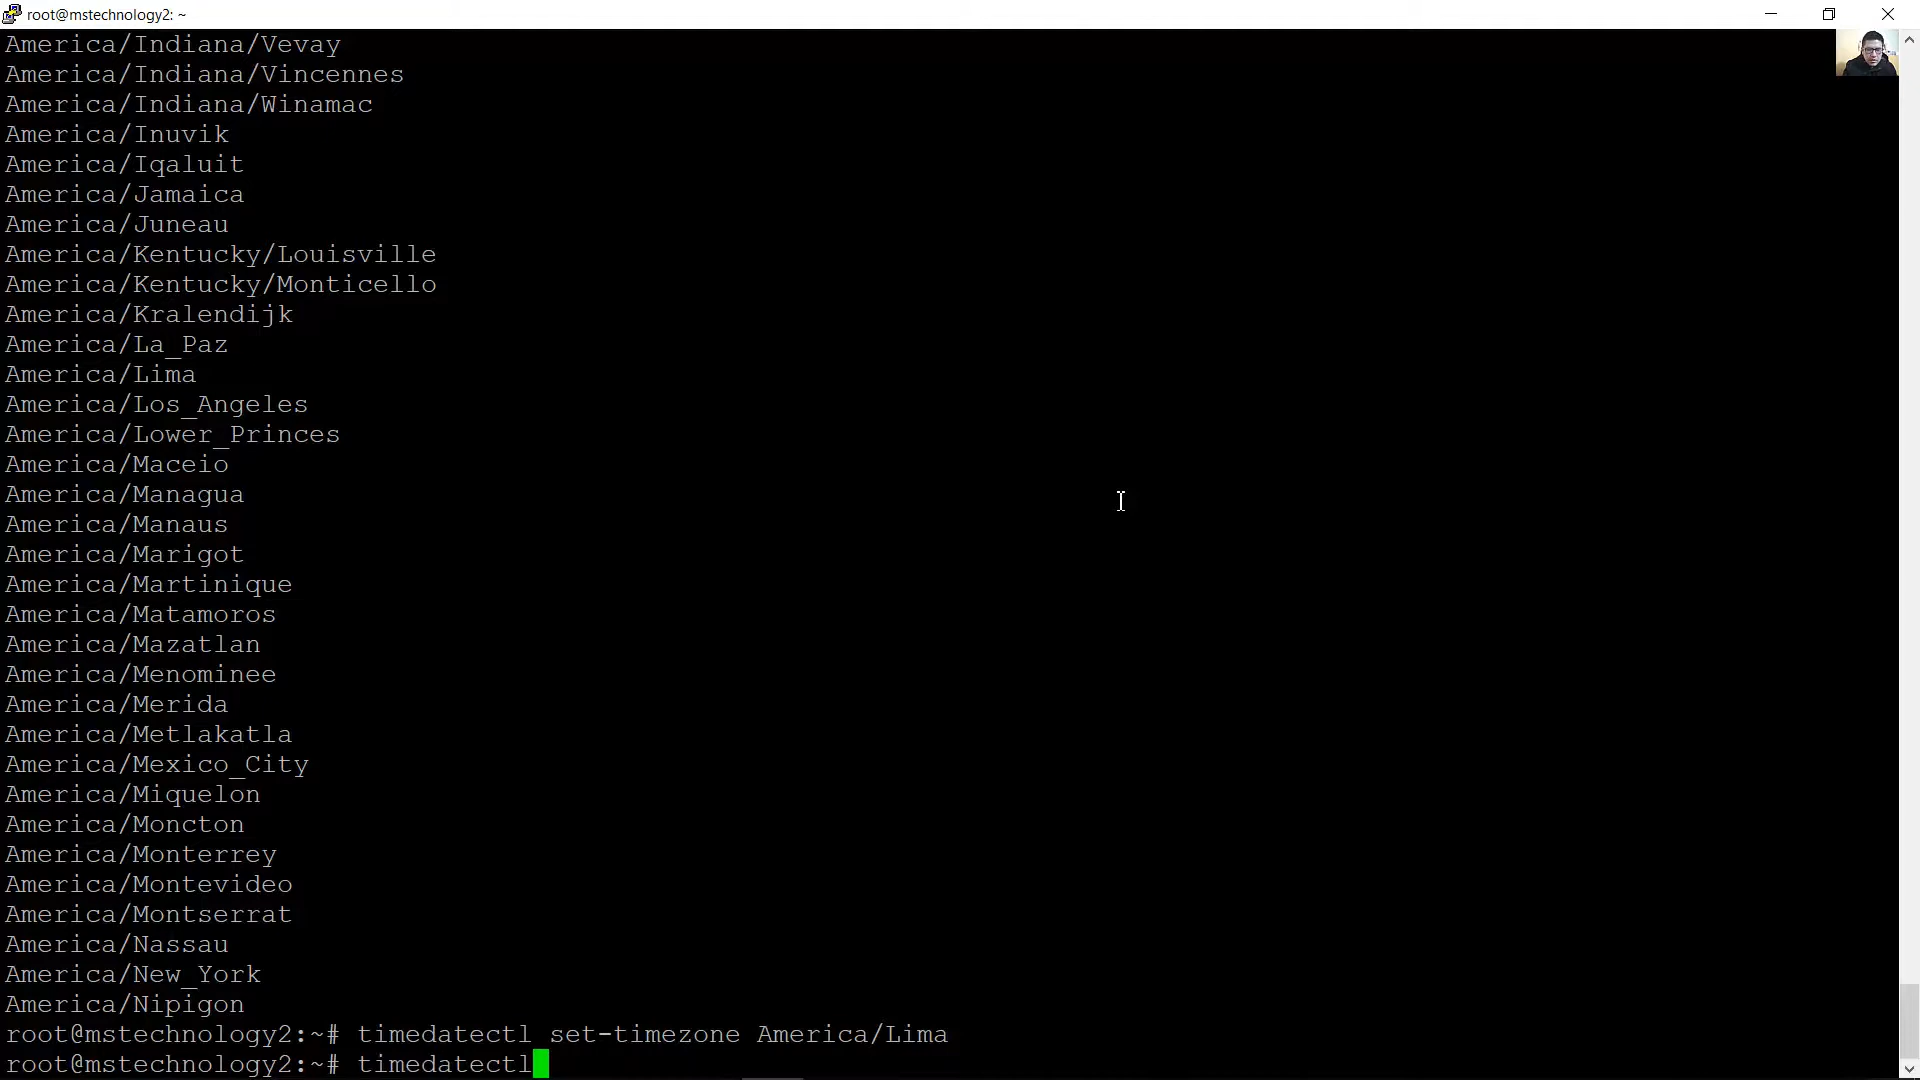 root@mstechnology2: ~
America/Indiana/Vevay
America/Indiana/Vincennes
America/Indiana/Winamac
America/Inuvik
America/Iqaluit
America/Jamaica
America/Juneau
America/Kentucky/Louisville
America/Kentucky/Monticello
America/Kralendijk
America/La_Paz
America/Lima
America/Los_Angeles
America/Lower_Princes
America/Maceio
America/Managua
America/Manaus
America/Marigot
America/Martinique
America/Matamoros
America/Mazatlan
America/Menominee
America/Merida
America/Metlakatla
America/Mexico_City
America/Miquelon
America/Moncton
America/Monterrey
America/Montevideo
America/Montserrat
America/Nassau
America/New_York
America/Nipigon
root@mstechnology2:~# timedatectl set-timezone America/Lima
root@mstechnology2:~# timedatectl